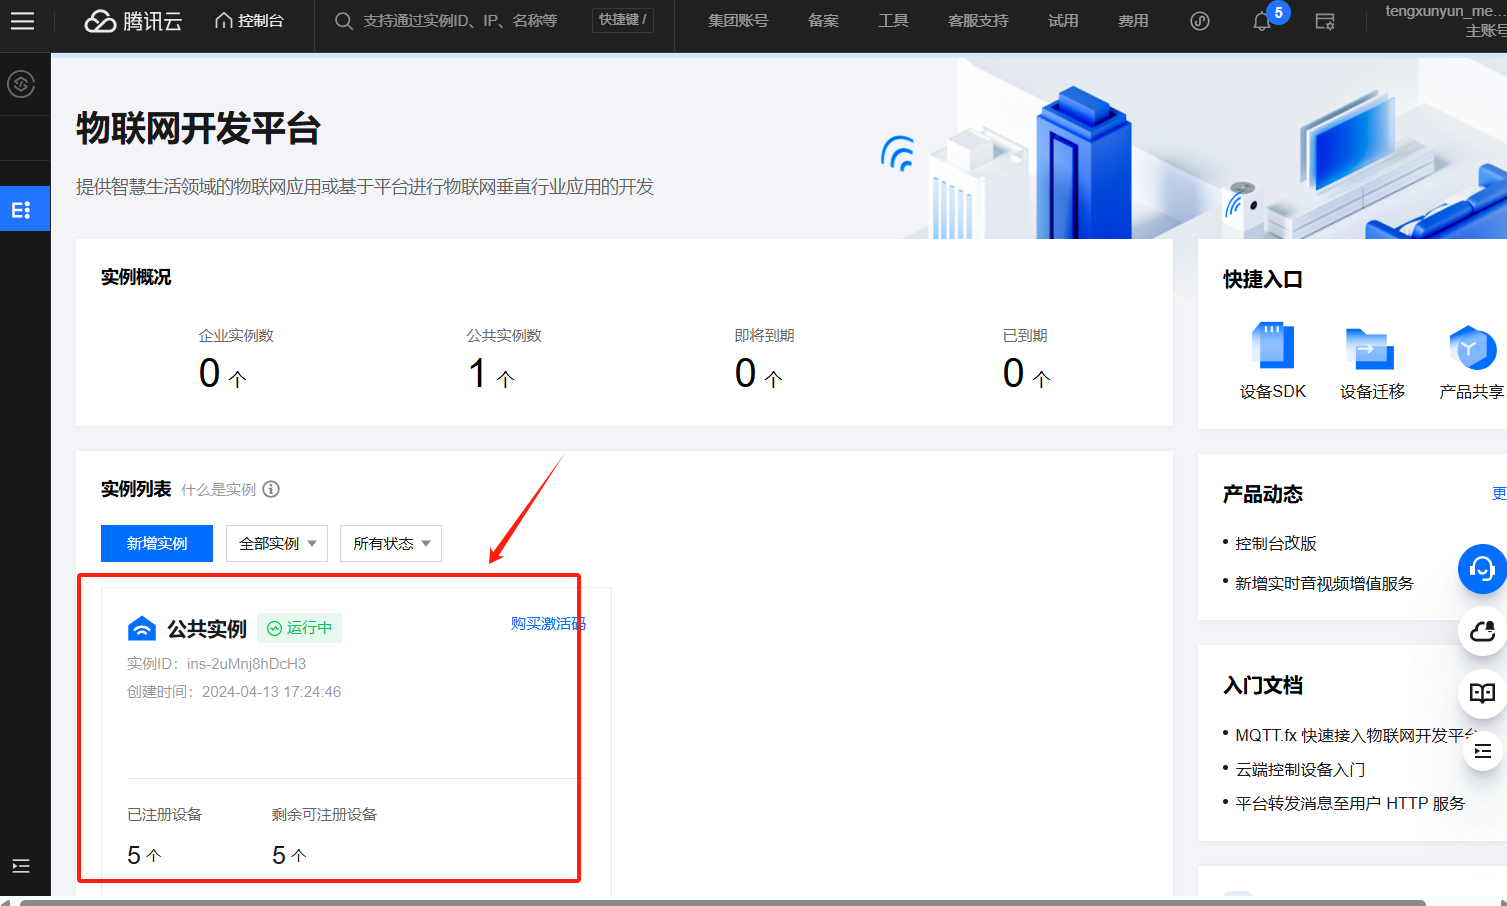 腾讯云
控制台
支持通过实例ID、IP、名称等
快捷键 /
集团账号
备案
工具
客服支持
试用
费用
5
tengxunyun_me...
主账号
物联网开发平台
提供智慧生活领域的物联网应用或基于平台进行物联网垂直行业应用的开发
实例概况
企业实例数
公共实例数
即将到期
已到期
0 个
1 个
0 个
0 个
快捷入口
设备SDK
设备迁移
产品共享
实例列表
什么是实例
新增实例
全部实例
所有状态
公共实例
运行中
购买激活码
实例ID：ins-2uMnj8hDcH3
创建时间：2024-04-13 17:24:46
已注册设备
剩余可注册设备
5 个
5 个
产品动态
更
• 控制台改版
• 新增实时音视频增值服务
入门文档
• MQTT.fx 快速接入物联网开发平台
• 云端控制设备入门
• 平台转发消息至用户 HTTP 服务